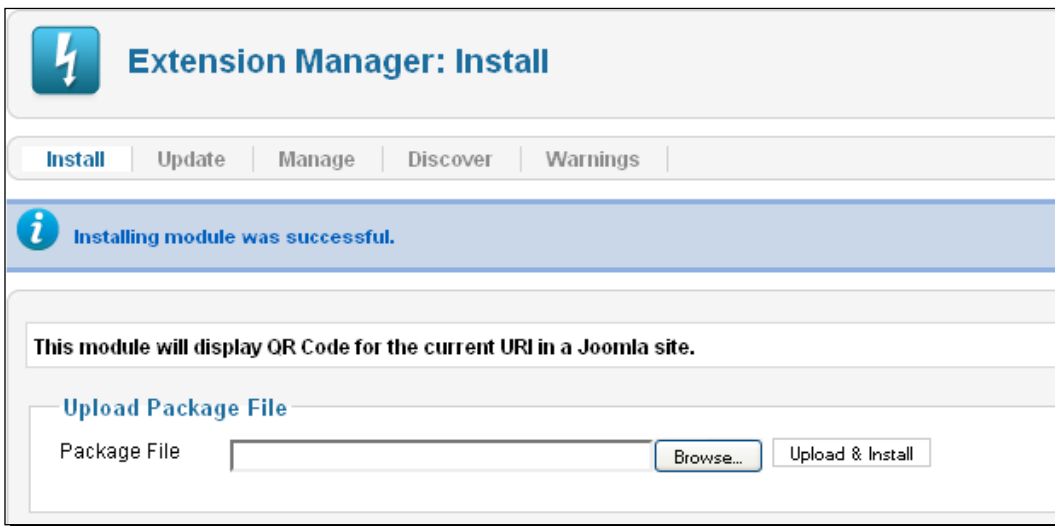 Extension Manager: Install
Install Update Manage Discover Warnings
Installing module was successful.
This module will display QR Code for the current URI in a Joomla site.
Upload Package File
Package File Browse... Upload & Install